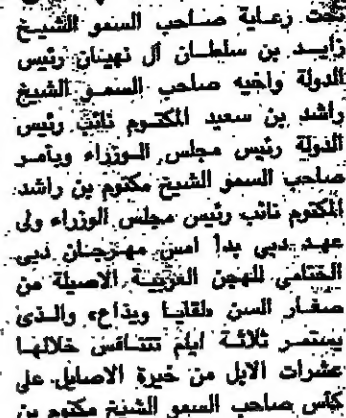 تحت رعاية صاحب السمو الشيخ
زايد بن سلطان آل نهيان رئيس
الدولة واخيه صاحب السمو الشيخ
راشد بن سعيد المكتوم نائب رئيس
الدولة رئيس مجلس الوزراء وبأمر
صاحب السمو الشيخ مكتوم بن راشد
المكتوم نائب رئيس مجلس الوزراء ولى
عهد دبي بدأ امس مهرجان دبي
الختامي للهجن العربية الاصيلة من
صغار السن «لقايا ويذاع» والذى
يستمر ثلاثة ايام تتنافس خلالها
عشرات الابل من خيرة الاصايل على
كأس صاحب السمو الشيخ مكتوم بن